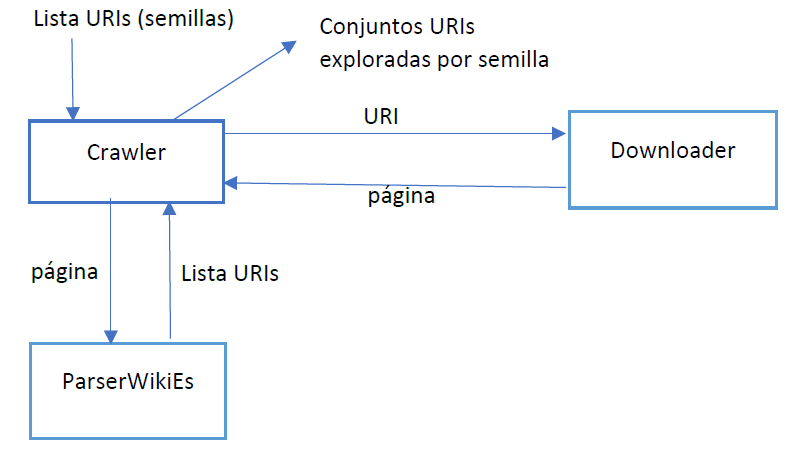 Lista URIs (semillas)
Conjuntos URIs
exploradas por semilla
URI
Crawler
Downloader
página
página
Lista URIs
ParserWikiEs